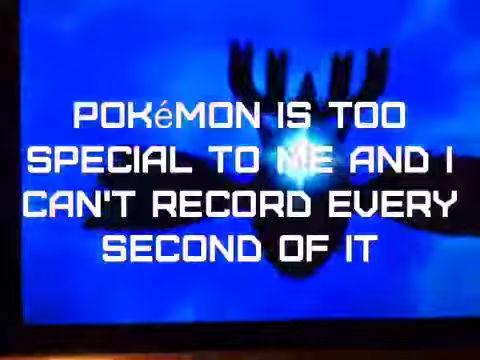 POKéMON IS TOO
SPECIAL TO ME AND I
CAN'T RECORD EVERY
SECOND OF IT